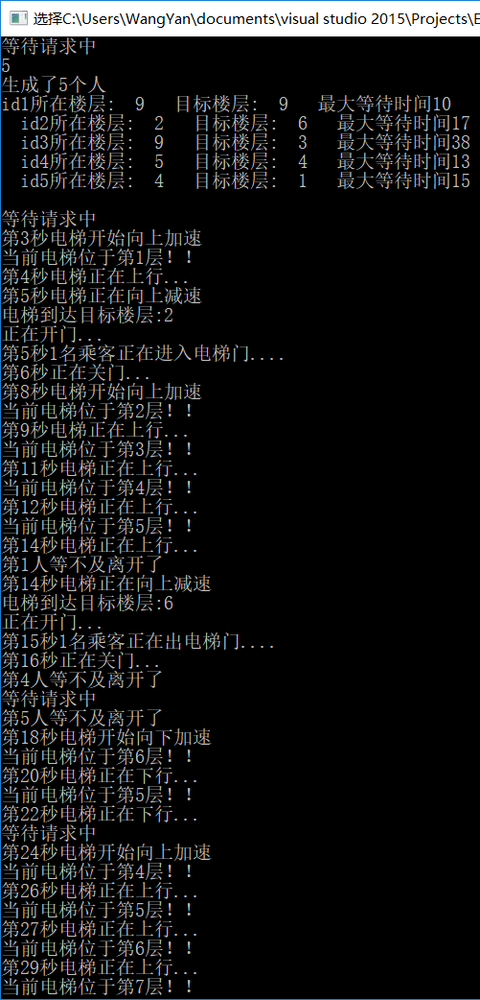 选择C:\Users\WangYan\documents\visual studio 2015\Projects\E
等待请求中
5
生成了5个人
id1所在楼层: 9 目标楼层: 9 最大等待时间10
id2所在楼层: 2 目标楼层: 6 最大等待时间17
id3所在楼层: 9 目标楼层: 3 最大等待时间38
id4所在楼层: 5 目标楼层: 4 最大等待时间13
id5所在楼层: 4 目标楼层: 1 最大等待时间15
等待请求中
第3秒电梯开始向上加速
当前电梯位于第1层！！
第4秒电梯正在上行...
第5秒电梯正在向上减速
电梯到达目标楼层:2
正在开门...
第5秒1名乘客正在进入电梯门....
第6秒正在关门...
第8秒电梯开始向上加速
当前电梯位于第2层！！
第9秒电梯正在上行...
当前电梯位于第3层！！
第11秒电梯正在上行...
当前电梯位于第4层！！
第12秒电梯正在上行...
当前电梯位于第5层！！
第14秒电梯正在上行...
第1人等不及离开了
第14秒电梯正在向上减速
电梯到达目标楼层:6
正在开门...
第15秒1名乘客正在出电梯门....
第16秒正在关门...
第4人等不及离开了
等待请求中
第5人等不及离开了
第18秒电梯开始向下加速
当前电梯位于第6层！！
第20秒电梯正在下行...
当前电梯位于第5层！！
第22秒电梯正在下行...
等待请求中
第24秒电梯开始向上加速
当前电梯位于第4层！！
第26秒电梯正在上行...
当前电梯位于第5层！！
第27秒电梯正在上行...
当前电梯位于第6层！！
第29秒电梯正在上行...
当前电梯位于第7层！！